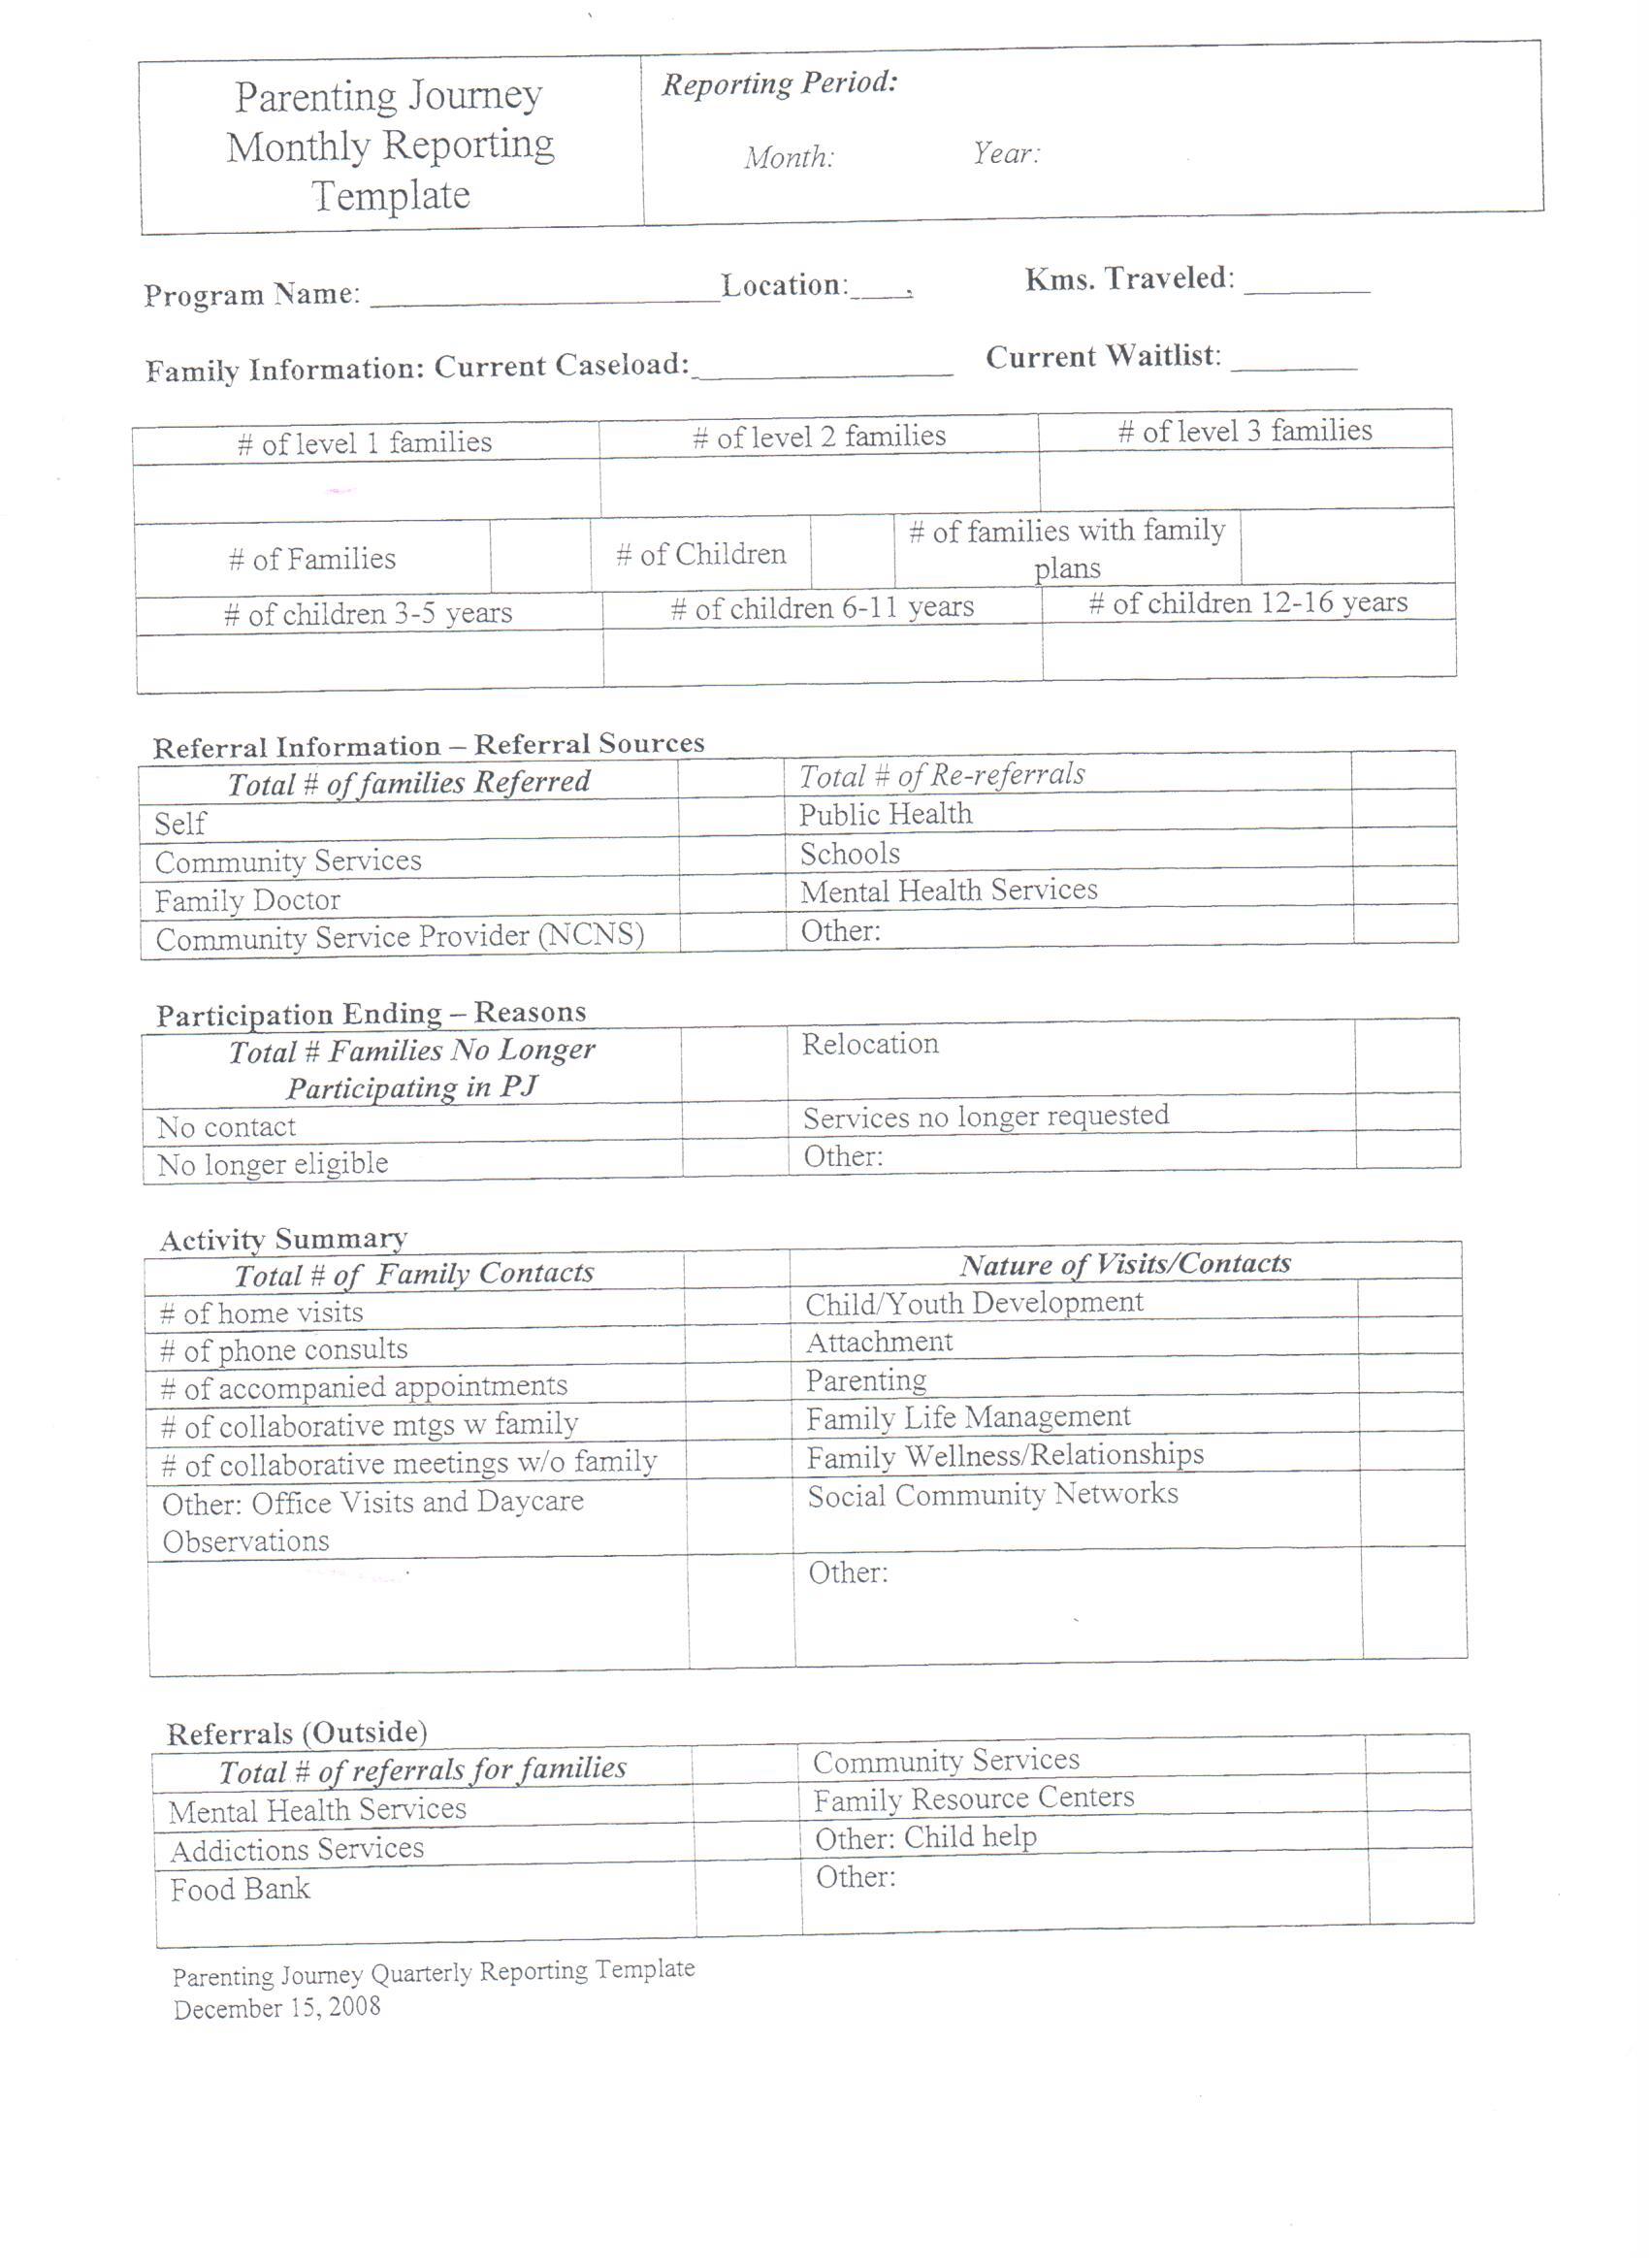 Parenting Journey
Monthly Reporting
Template
Reporting Period:
Month: Year:
Program Name: ____________________Location:____. Kms. Traveled: ________
Family Information: Current Caseload:________________ Current Waitlist: ________
# of level 1 families # of level 2 families # of level 3 families
# of Families # of Children # of families with family
plans
# of children 3-5 years # of children 6-11 years # of children 12-16 years
Referral Information – Referral Sources
Total # of families Referred Total # of Re-referrals
Self Public Health
Community Services Schools
Family Doctor Mental Health Services
Community Service Provider (NCNS) Other:
Participation Ending – Reasons
Total # Families No Longer Relocation
Participating in PJ
No contact Services no longer requested
No longer eligible Other:
Activity Summary
Total # of Family Contacts Nature of Visits/Contacts
# of home visits Child/Youth Development
# of phone consults Attachment
# of accompanied appointments Parenting
# of collaborative mtgs w family Family Life Management
# of collaborative meetings w/o family Family Wellness/Relationships
Other: Office Visits and Daycare Social Community Networks
Observations
Other:
Referrals (Outside)
Total # of referrals for families Community Services
Mental Health Services Family Resource Centers
Addictions Services Other: Child help
Food Bank Other:
Parenting Journey Quarterly Reporting Template
December 15, 2008